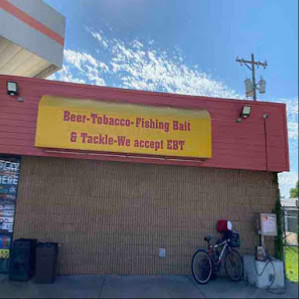 Beer-Tobacco-Fishing Bait
& Tackle-We accept EBT